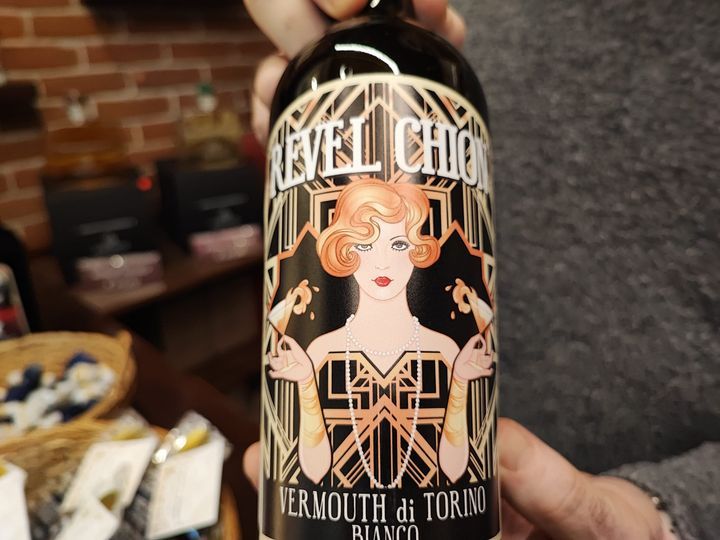 REVEL CHION
VERMOUTH di TORINO
BIANCO